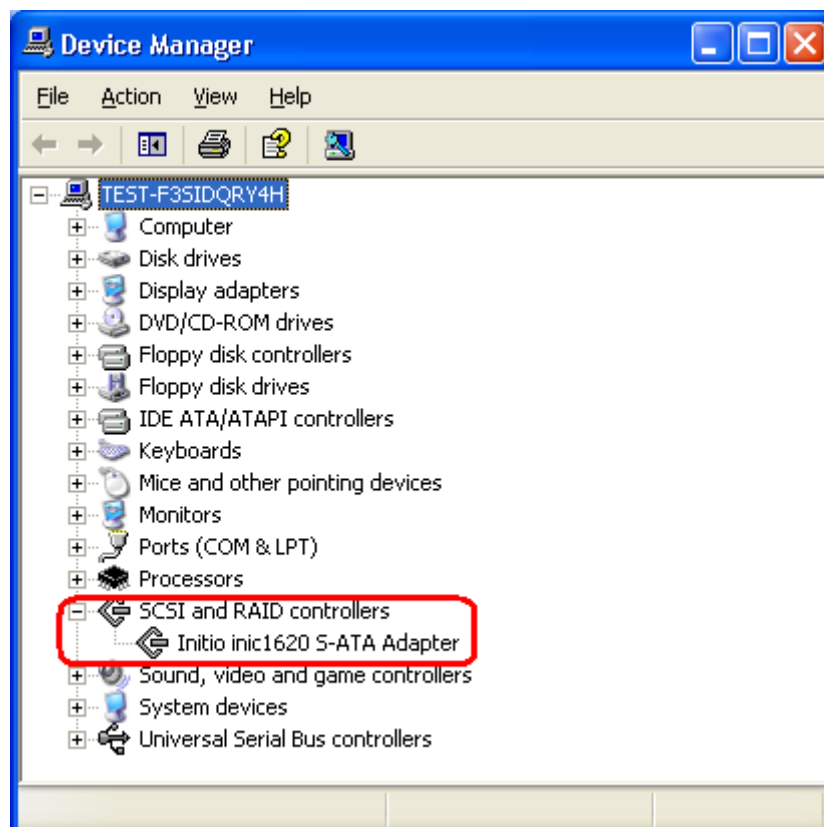 Device Manager
File Action View Help
TEST-F3SIDQRY4H
Computer
Disk drives
Display adapters
DVD/CD-ROM drives
Floppy disk controllers
Floppy disk drives
IDE ATA/ATAPI controllers
Keyboards
Mice and other pointing devices
Monitors
Ports (COM & LPT)
Processors
SCSI and RAID controllers
Initio inic1620 S-ATA Adapter
Sound, video and game controllers
System devices
Universal Serial Bus controllers